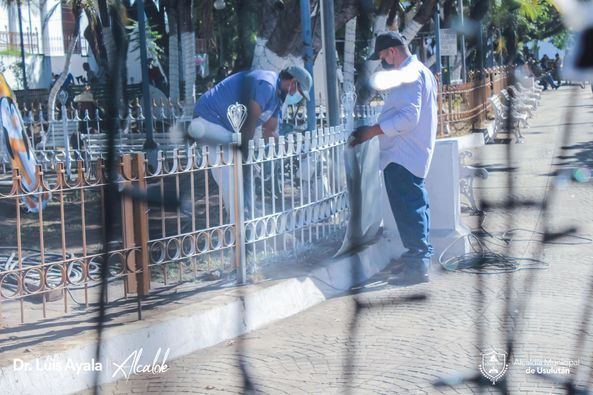 Dr. Luis Ayala
Alcalde
Alcaldía Municipal
de Usulután